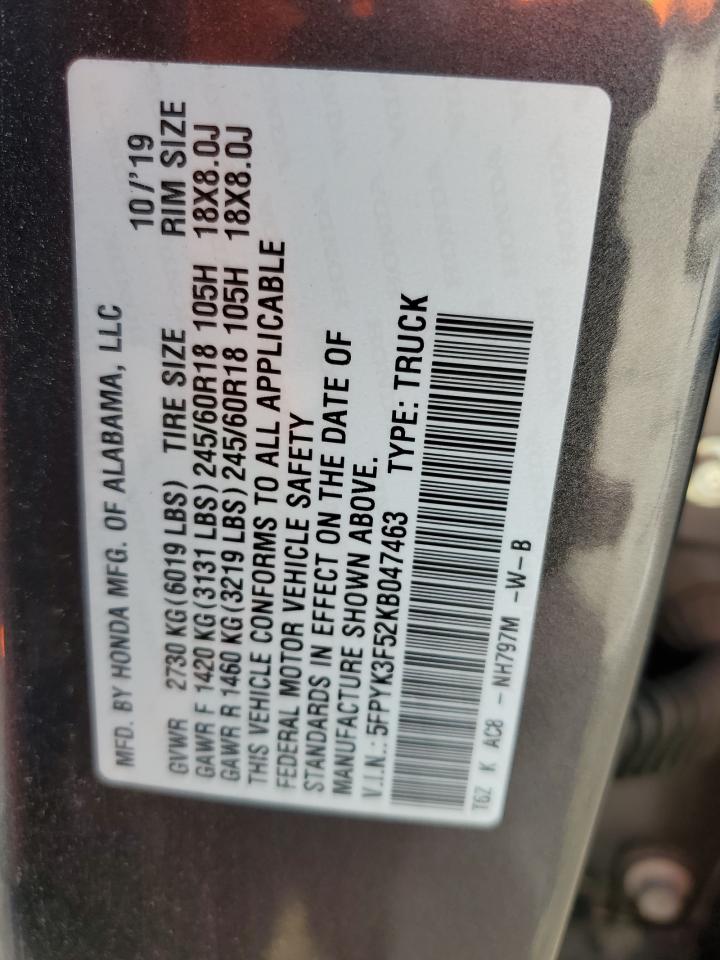 MFD. BY HONDA MFG. OF ALABAMA, LLC 10/'19
GVWR 2730 KG(6019 LBS) TIRE SIZE RIM SIZE
GAWR F 1420 KG(3131 LBS)245/60R18 105H 18X8.0J
GAWR R 1460 KG(3219 LBS)245/60R18 105H 18X8.0J
THIS VEHICLE CONFORMS TO ALL APPLICABLE
FEDERAL MOTOR VEHICLE SAFETY
STANDARDS IN EFFECT ON THE DATE OF
MANUFACTURE SHOWN ABOVE.
V.I.N.: 5FPYK3F52KB047463 TYPE: TRUCK
T6Z K AC8 -NH797M -W-B